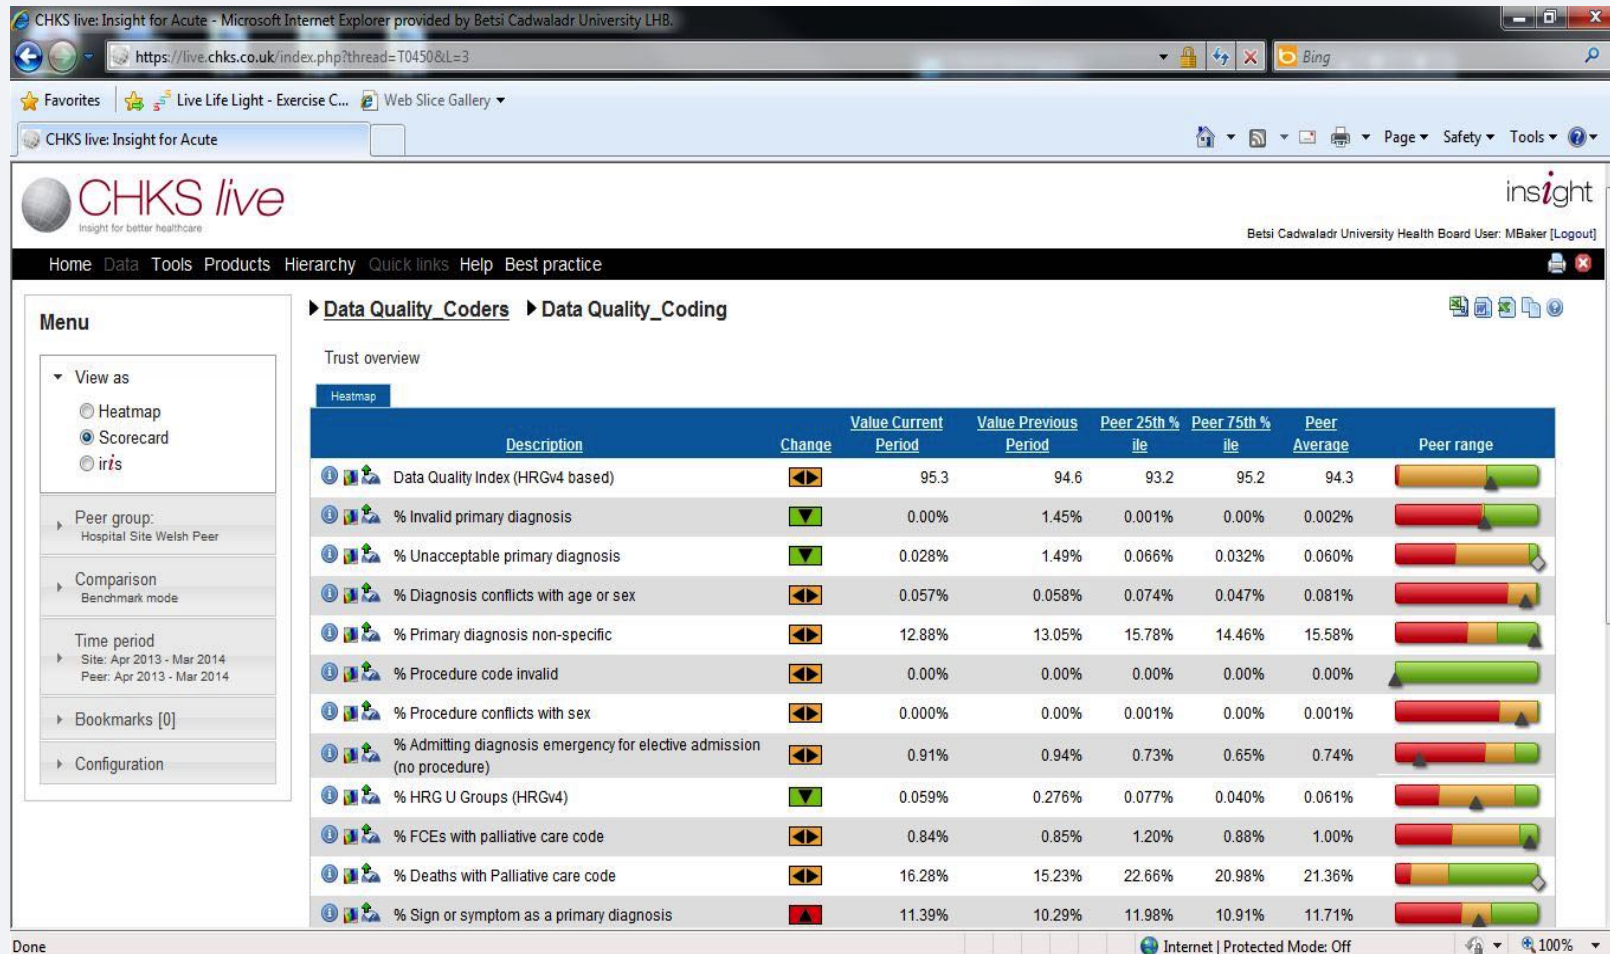 CHKS live: Insight for Acute - Microsoft Internet Explorer provided by Betsi Cadwaladr University LHB.
https://live.chks.co.uk/index.php?thread=T0450&L=3
Bing
Favorites Live Life Light - Exercise C... Web Slice Gallery
CHKS live: Insight for Acute
Page Safety Tools
CHKS live
Insight for better healthcare
insight
Betsi Cadwaladr University Health Board User: MBaker [Logout]
Home Data Tools Products Hierarchy Quick links Help Best practice
Menu
View as
Heatmap
Scorecard
iris
Peer group:
Hospital Site Welsh Peer
Comparison
Benchmark mode
Time period
Site: Apr 2013 - Mar 2014
Peer: Apr 2013 - Mar 2014
Bookmarks [0]
Configuration
Data Quality_Coders Data Quality_Coding
Trust overview
Heatmap
Description Change Value Current Period Value Previous Period Peer 25th % ile Peer 75th % ile Peer Average Peer range
Data Quality Index (HRGv4 based) 95.3 94.6 93.2 95.2 94.3
% Invalid primary diagnosis 0.00% 1.45% 0.001% 0.00% 0.002%
% Unacceptable primary diagnosis 0.028% 1.49% 0.066% 0.032% 0.060%
% Diagnosis conflicts with age or sex 0.057% 0.058% 0.074% 0.047% 0.081%
% Primary diagnosis non-specific 12.88% 13.05% 15.78% 14.46% 15.58%
% Procedure code invalid 0.00% 0.00% 0.00% 0.00% 0.00%
% Procedure conflicts with sex 0.000% 0.00% 0.001% 0.00% 0.001%
% Admitting diagnosis emergency for elective admission
(no procedure) 0.91% 0.94% 0.73% 0.65% 0.74%
% HRG U Groups (HRGv4) 0.059% 0.276% 0.077% 0.040% 0.061%
% FCEs with palliative care code 0.84% 0.85% 1.20% 0.88% 1.00%
% Deaths with Palliative care code 16.28% 15.23% 22.66% 20.98% 21.36%
% Sign or symptom as a primary diagnosis 11.39% 10.29% 11.98% 10.91% 11.71%
Done
Internet | Protected Mode: Off
100%